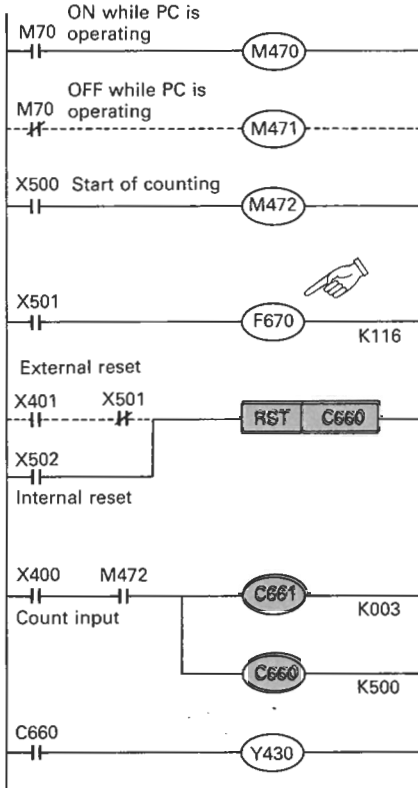 ON while PC is
M70 operating
M470
OFF while PC is
M70 operating
M471
X500 Start of counting
M472
X501
F670
K116
External reset
X401 X501
RST C660
X502
Internal reset
X400 M472
C661
Count input
K003
C660
K500
C660
Y430